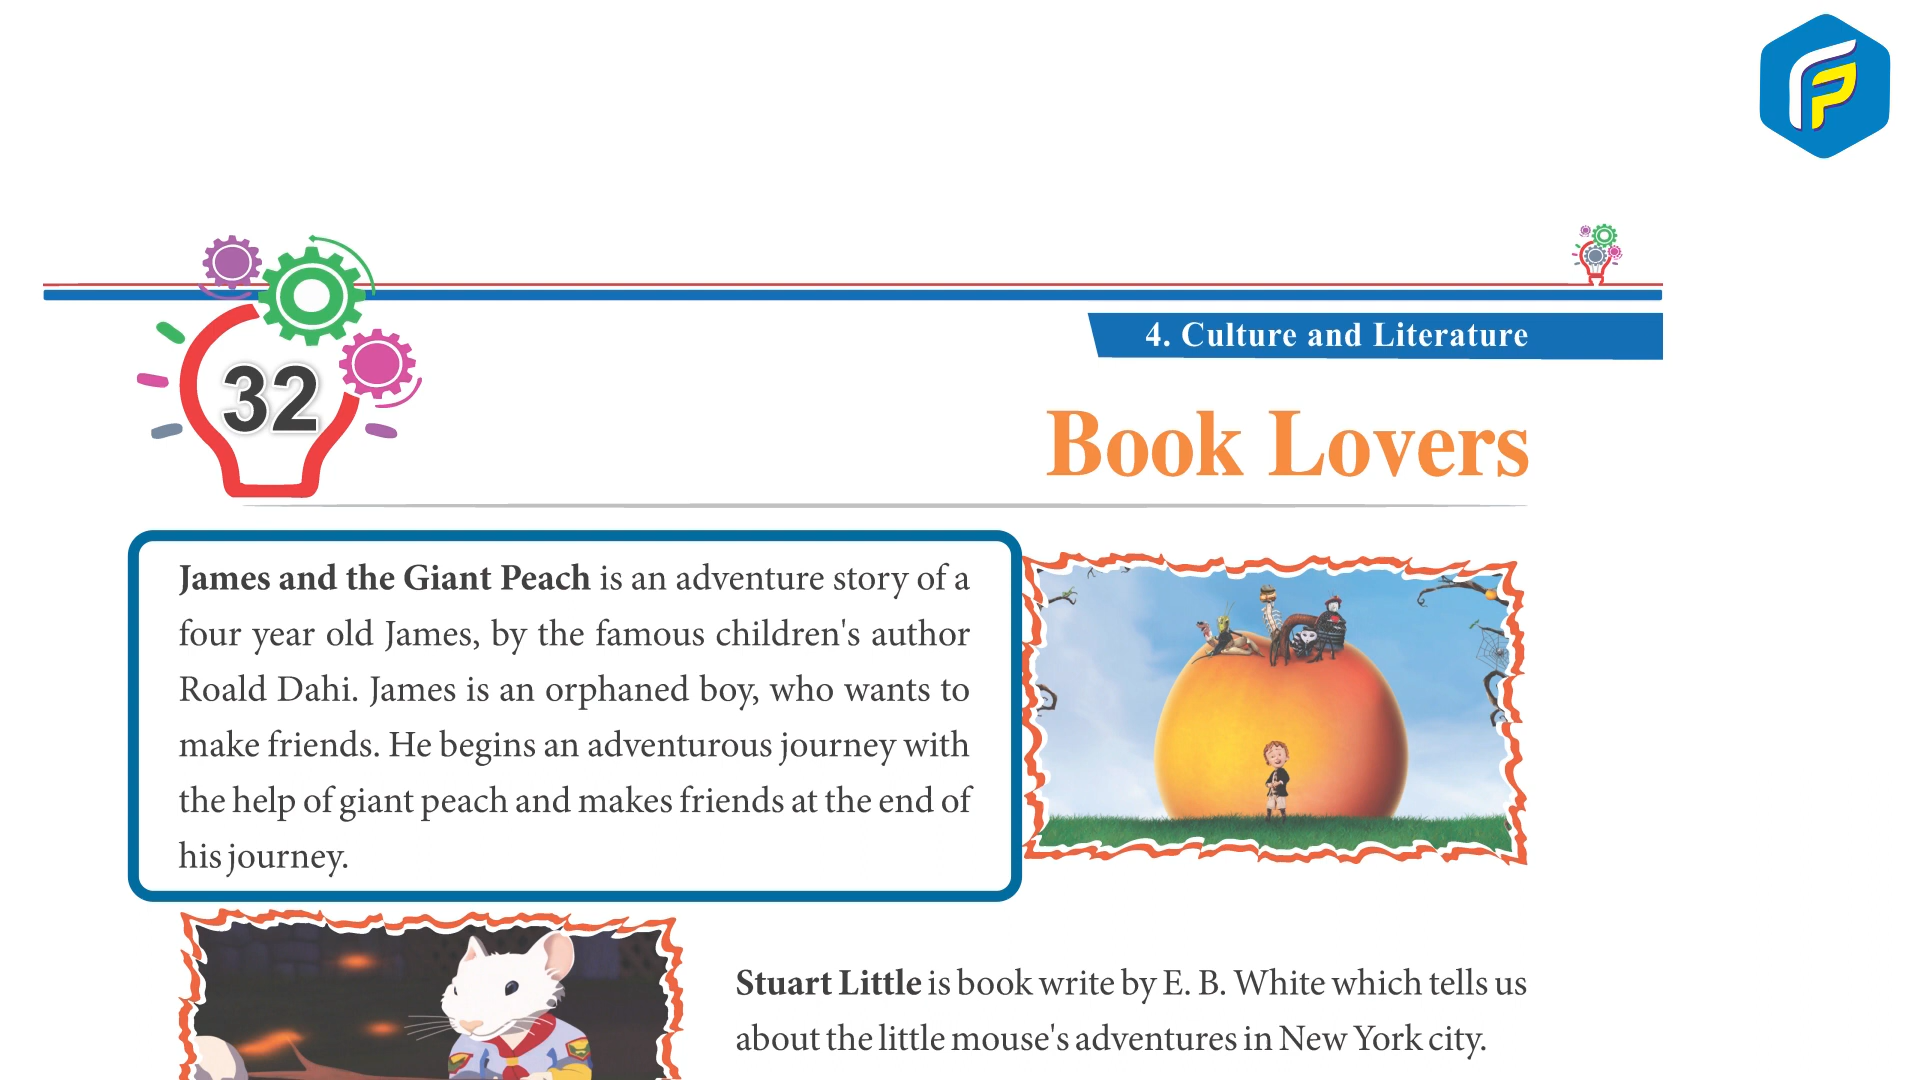 4. Culture and Literature
32
Book Lovers
James and the Giant Peach is an adventure story of a
four year old James, by the famous children's author
Roald Dahi. James is an orphaned boy, who wants to
make friends. He begins an adventurous journey with
the help of giant peach and makes friends at the end of
his journey.
Stuart Little is book write by E. B. White which tells us
about the little mouse's adventures in New York city.